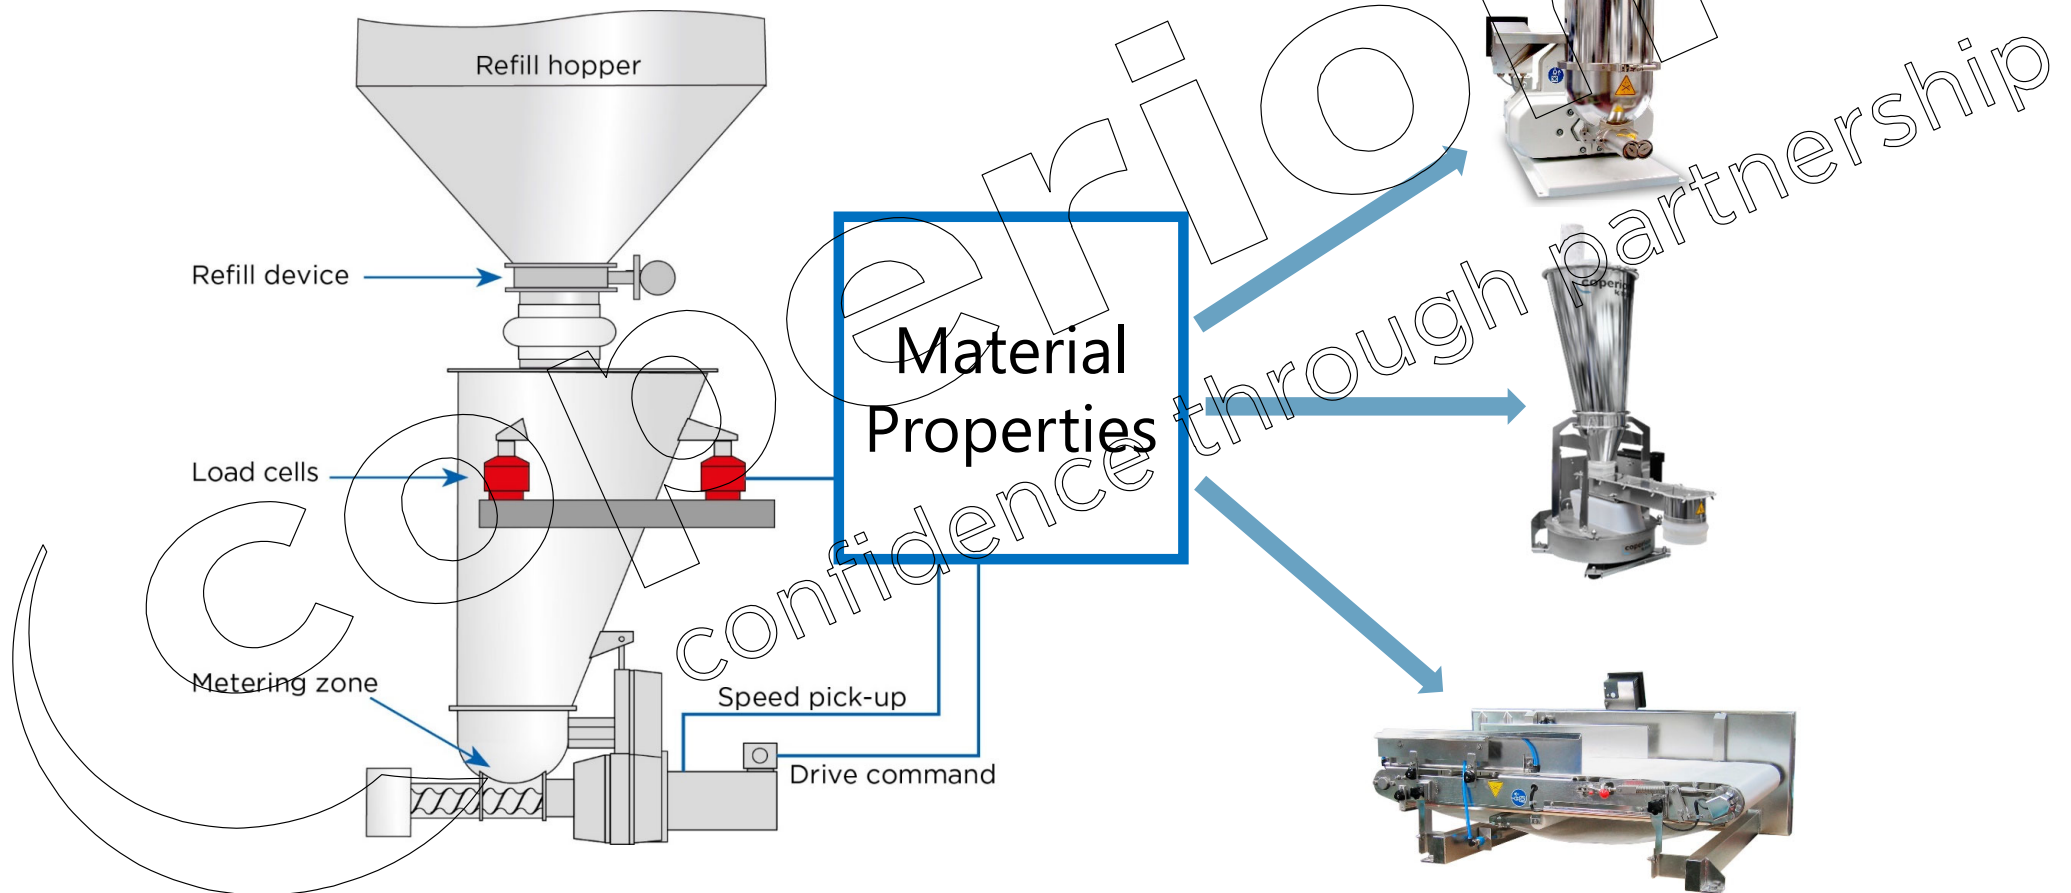 Refill hopper
Refill device
Load cells
Metering zone
Speed pick-up
Drive command
Material
Properties
coperion
confidence through partnership
coperion